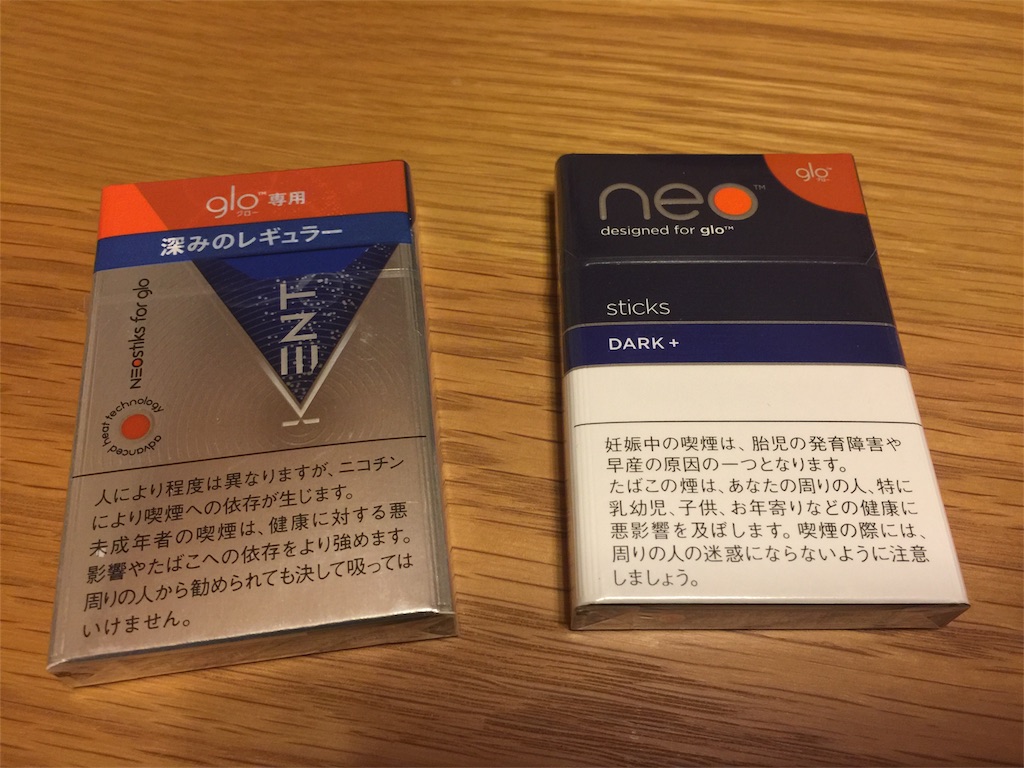 glo™専用
グロー
深みのレギュラー
KENT
NEOstiks for glo
advanced heat technology
人により程度は異なりますが、ニコチン
により喫煙への依存が生じます。
未成年者の喫煙は、健康に対する悪
影響やたばこへの依存をより強めます。
周りの人から勧められても決して吸っては
いけません。
glo™
グロー
neo™
designed for glo™
sticks
DARK +
妊娠中の喫煙は、胎児の発育障害や
早産の原因の一つとなります。
たばこの煙は、あなたの周りの人、特に
乳幼児、子供、お年寄りなどの健康に
悪影響を及ぼします。喫煙の際には、
周りの人の迷惑にならないように注意
しましょう。